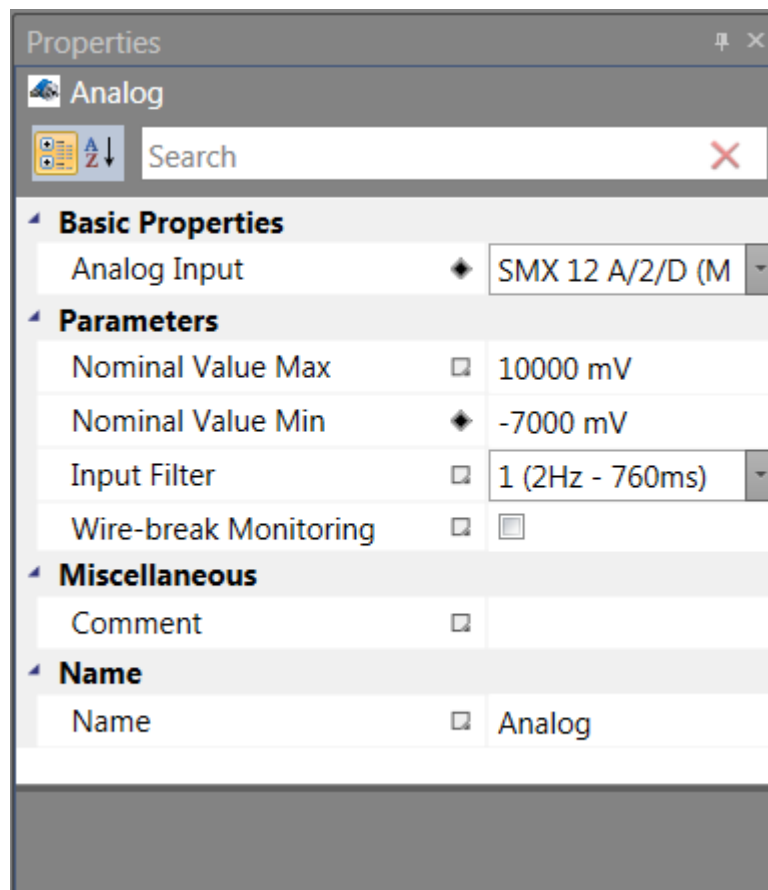 Properties
Analog
Search
Basic Properties
Analog Input SMX 12 A/2/D (M
Parameters
Nominal Value Max 10000 mV
Nominal Value Min -7000 mV
Input Filter 1 (2Hz - 760ms)
Wire-break Monitoring
Miscellaneous
Comment
Name
Name Analog